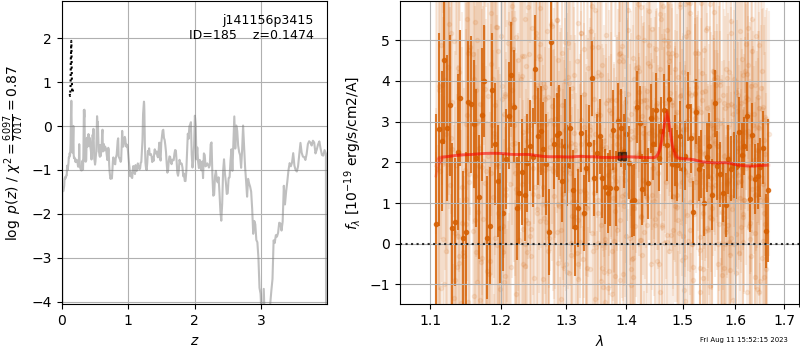 j141156p3415
ID=185 z=0.1474
log p(z) / χ² = 6097/7017 = 0.87
2
1
0
−1
−2
−3
−4
0 1 2 3
z
fλ [10⁻¹⁹ erg/s/cm2/A]
5
4
3
2
1
0
−1
1.1 1.2 1.3 1.4 1.5 1.6 1.7
λ
Fri Aug 11 15:52:15 2023